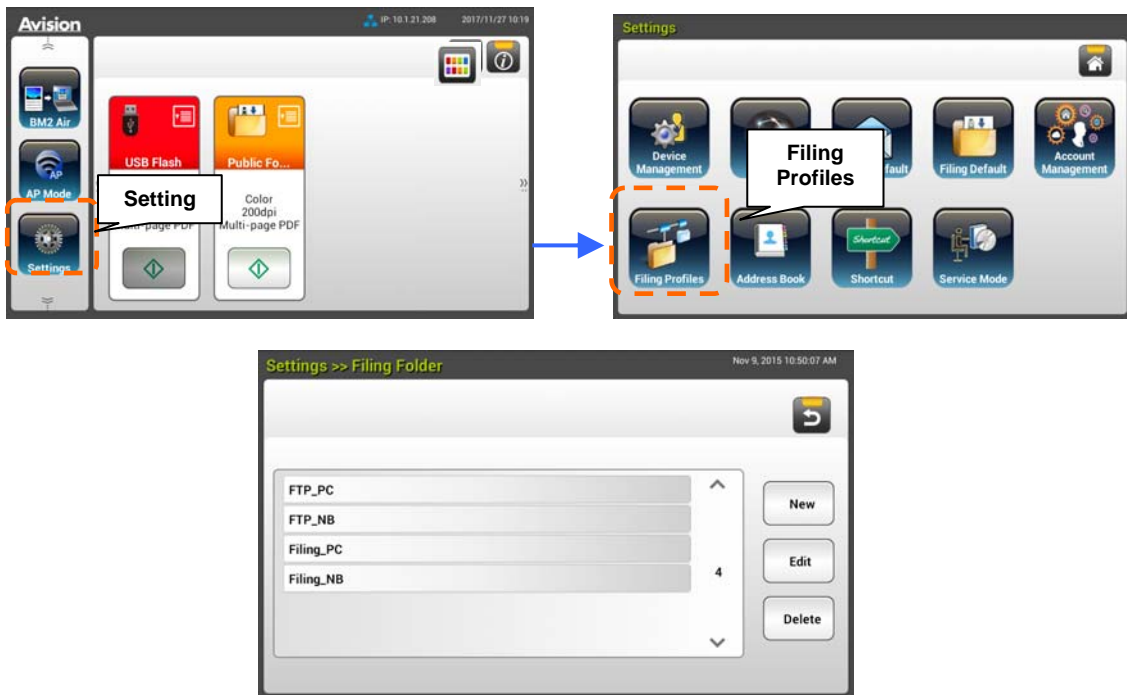 Avision
IP: 10.1.21.208 2017/11/27 10:19
BM2 Air
AP Mode
Settings
USB Flash
Multi-page PDF
Public Fo...
Color
200dpi
Multi-page PDF
Setting
Settings
Device
Management
Filing Default
Account
Management
Filing
Profiles
Filing Profiles
Address Book
Shortcut
Shortcut
Service Mode
Settings >> Filing Folder
Nov 9, 2015 10:50:07 AM
FTP_PC
FTP_NB
Filing_PC
Filing_NB
4
New
Edit
Delete